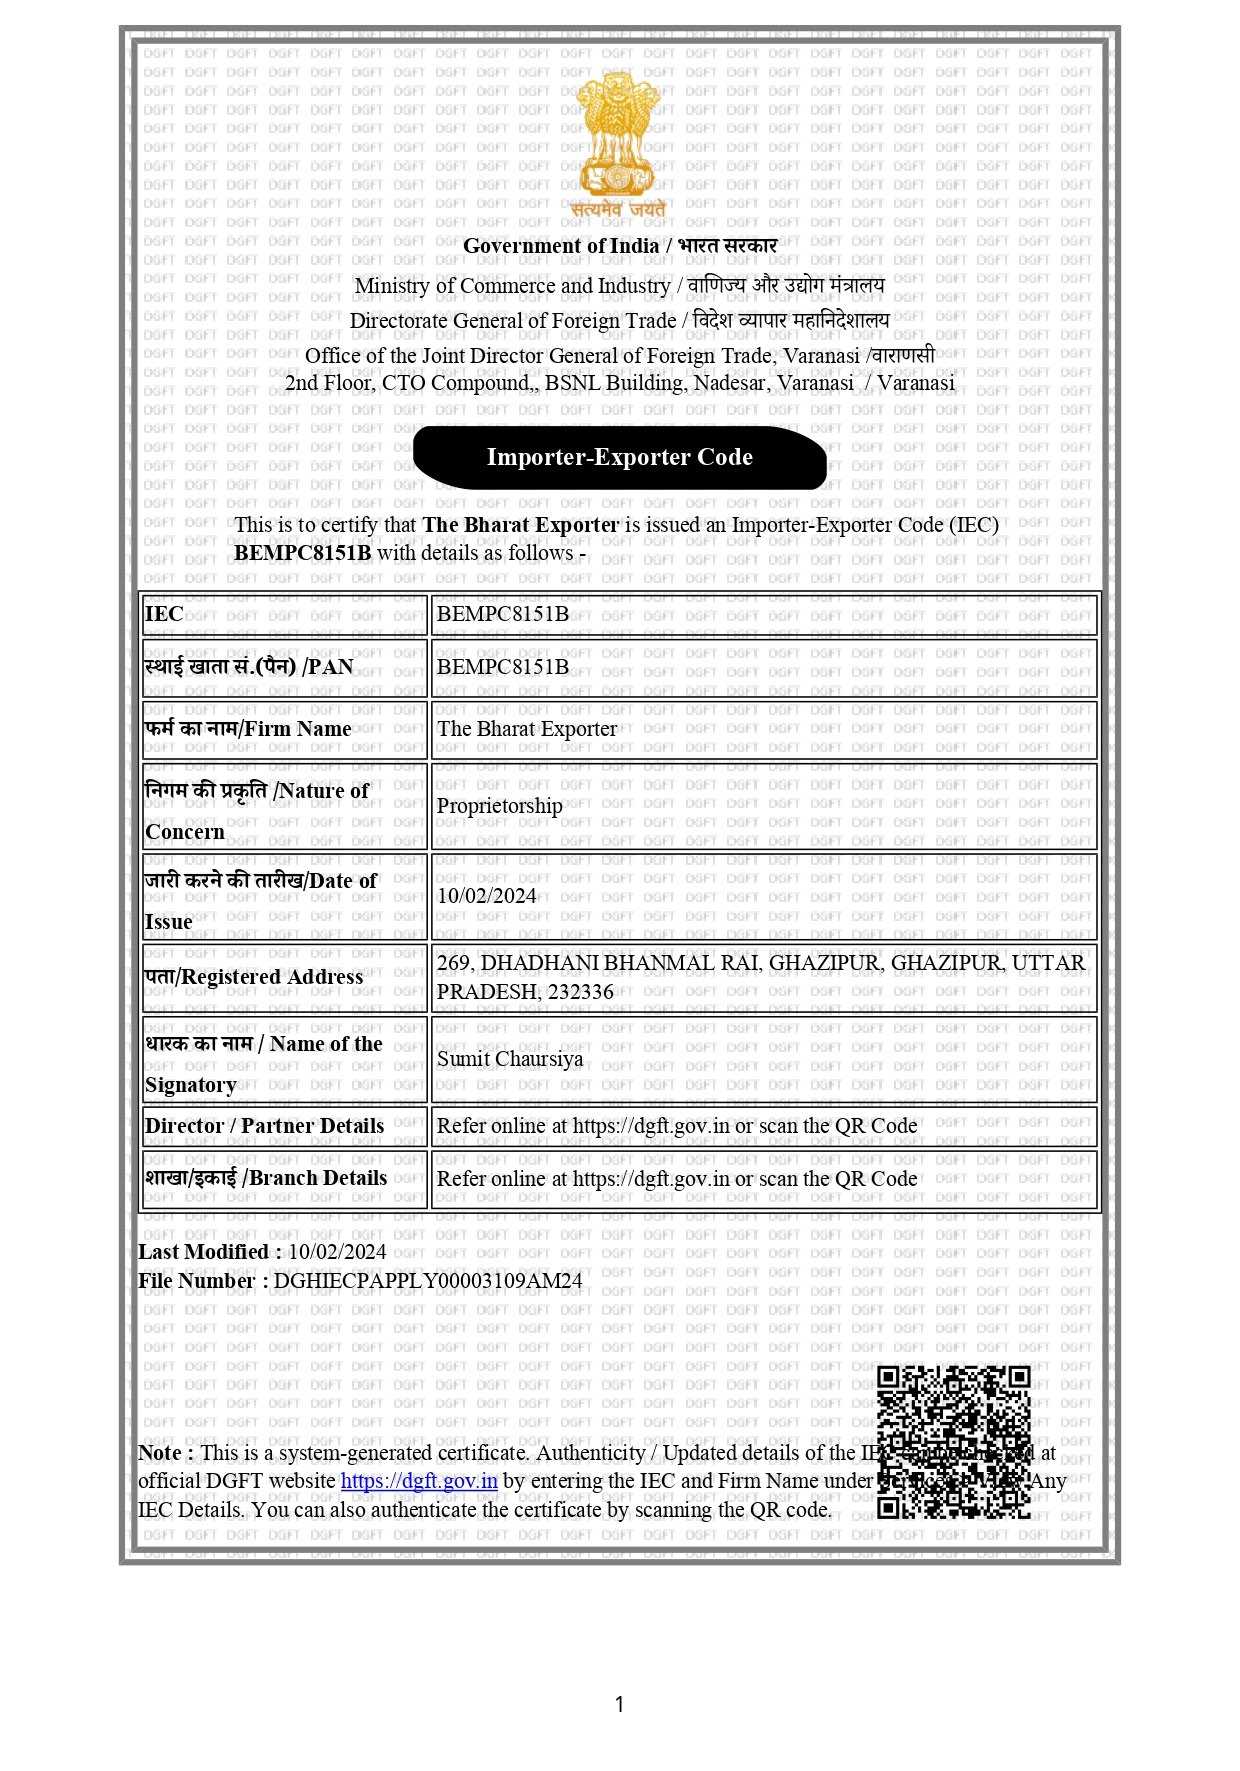 सत्यमेव जयते
Government of India / भारत सरकार
Ministry of Commerce and Industry / वाणिज्य और उद्योग मंत्रालय
Directorate General of Foreign Trade / विदेश व्यापार महानिदेशालय
Office of the Joint Director General of Foreign Trade, Varanasi /वाराणसी
2nd Floor, CTO Compound,, BSNL Building, Nadesar, Varanasi / Varanasi
Importer-Exporter Code
This is to certify that The Bharat Exporter is issued an Importer-Exporter Code (IEC)
BEMPC8151B with details as follows -
IEC BEMPC8151B
स्थाई खाता सं.(पैन) /PAN BEMPC8151B
फर्म का नाम/Firm Name The Bharat Exporter
निगम की प्रकृति /Nature of
Concern
Proprietorship
जारी करने की तारीख/Date of
Issue
10/02/2024
पता/Registered Address
269, DHADHANI BHANMAL RAI, GHAZIPUR, GHAZIPUR, UTTAR
PRADESH, 232336
धारक का नाम / Name of the
Signatory
Sumit Chaursiya
Director / Partner Details Refer online at https://dgft.gov.in or scan the QR Code
शाखा/इकाई /Branch Details Refer online at https://dgft.gov.in or scan the QR Code
Last Modified : 10/02/2024
File Number : DGHIECPAPPLY00003109AM24
Note : This is a system-generated certificate. Authenticity / Updated details of the at
official DGFT website https://dgft.gov.in by entering the IEC and Firm Name under Any
IEC Details. You can also authenticate the certificate by scanning the QR code.
1